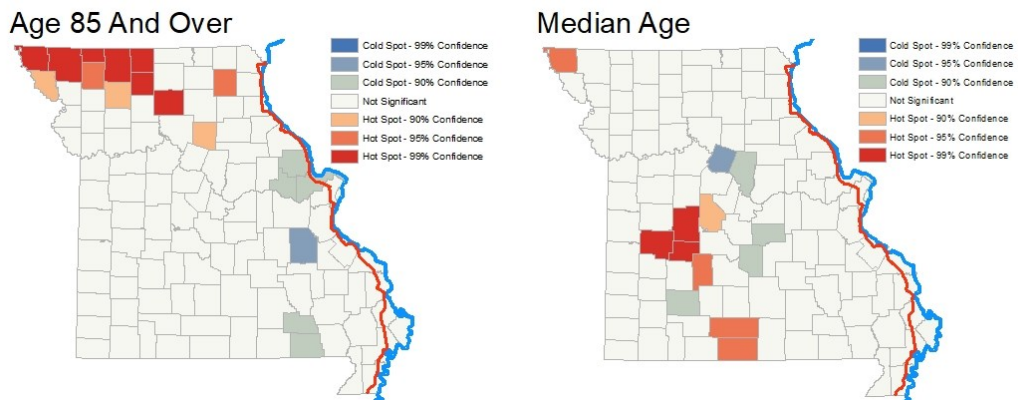 Age 85 And Over
Cold Spot - 99% Confidence
Cold Spot - 95% Confidence
Cold Spot - 90% Confidence
Not Significant
Hot Spot - 90% Confidence
Hot Spot - 95% Confidence
Hot Spot - 99% Confidence
Median Age
Cold Spot - 99% Confidence
Cold Spot - 95% Confidence
Cold Spot - 90% Confidence
Not Significant
Hot Spot - 90% Confidence
Hot Spot - 95% Confidence
Hot Spot - 99% Confidence